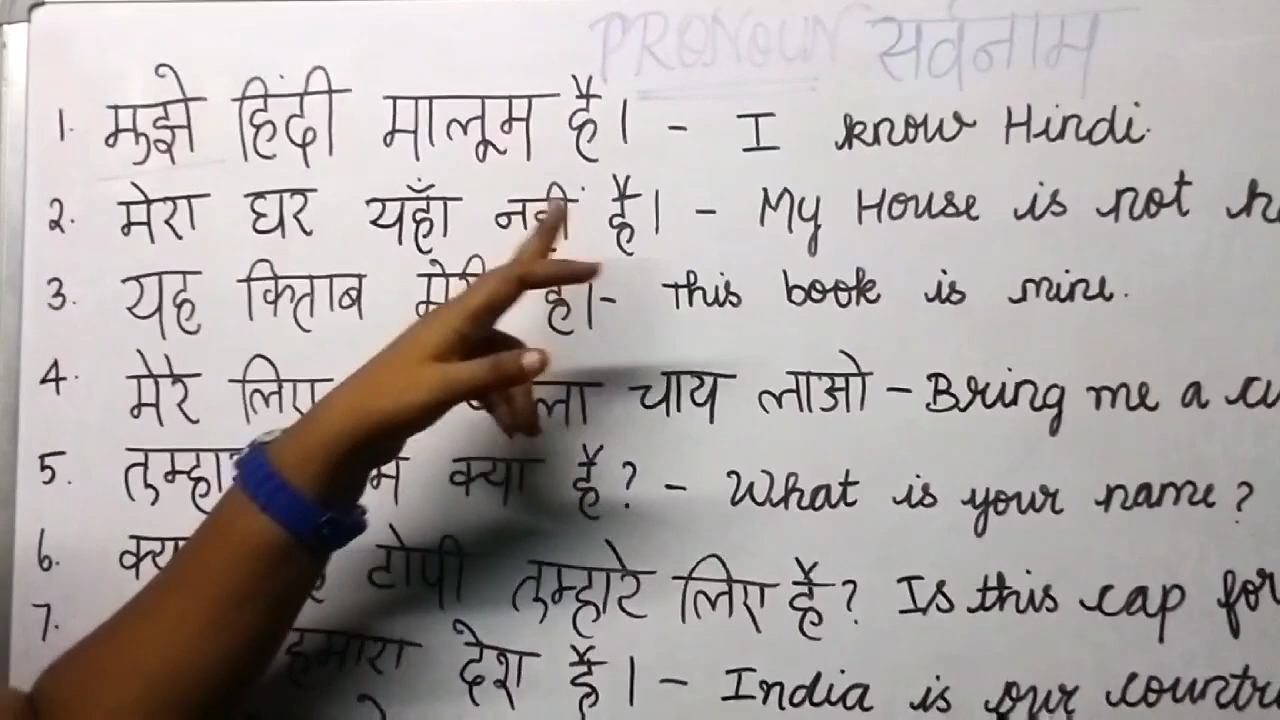 PRONOUN सर्वनाम
1. मुझे हिंदी मालूम है। - I know Hindi.
2. मेरा घर यहाँ नहीं है। - My House is not
3. यह किताब है। - This book is mine.
4. मेरे लिए चाय लाओ - Bring me a
5. क्या है? - What is your name?
6. टोपी तुम्हारे लिए है? Is this cap for
7. हमारा देश है। - India is our